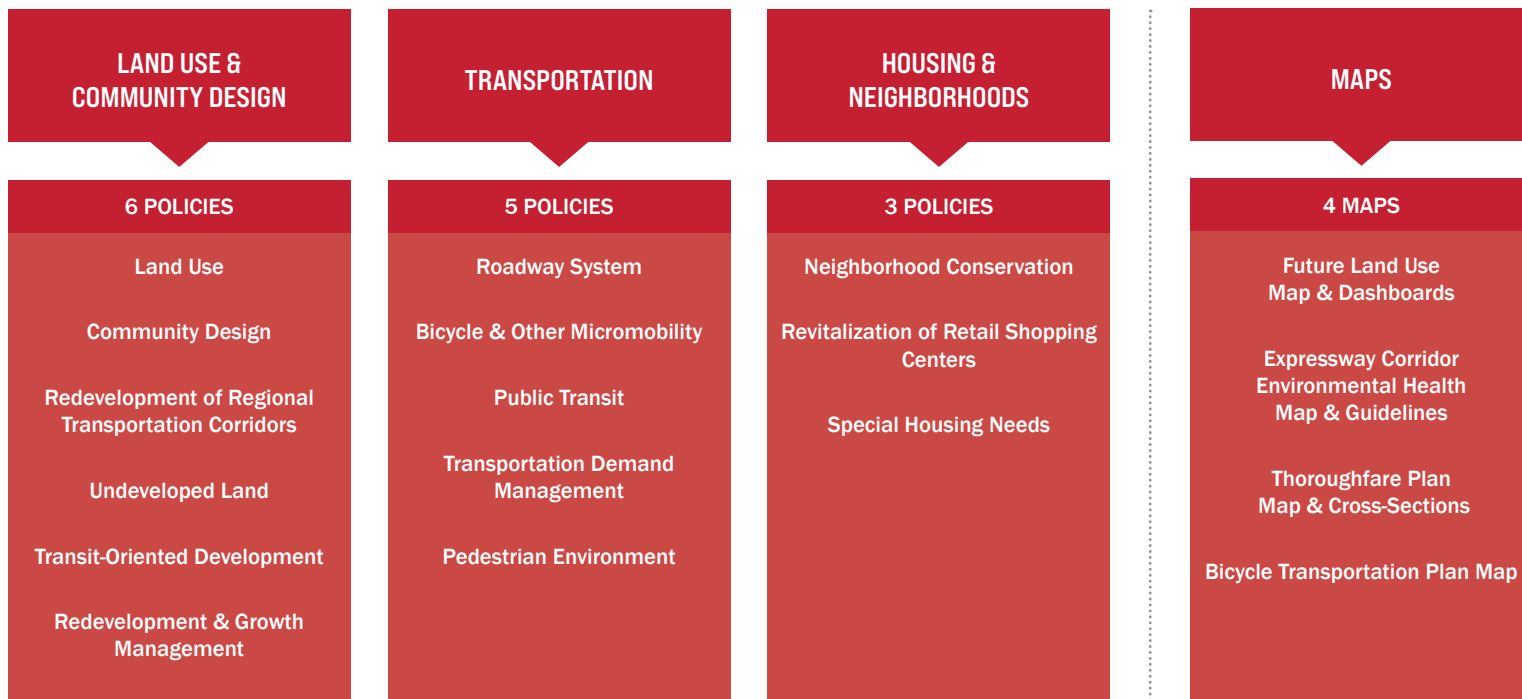 LAND USE &
COMMUNITY DESIGN
6 POLICIES
Land Use
Community Design
Redevelopment of Regional
Transportation Corridors
Undeveloped Land
Transit-Oriented Development
Redevelopment & Growth
Management
TRANSPORTATION
5 POLICIES
Roadway System
Bicycle & Other Micromobility
Public Transit
Transportation Demand
Management
Pedestrian Environment
HOUSING &
NEIGHBORHOODS
3 POLICIES
Neighborhood Conservation
Revitalization of Retail Shopping
Centers
Special Housing Needs
MAPS
4 MAPS
Future Land Use
Map & Dashboards
Expressway Corridor
Environmental Health
Map & Guidelines
Thoroughfare Plan
Map & Cross-Sections
Bicycle Transportation Plan Map